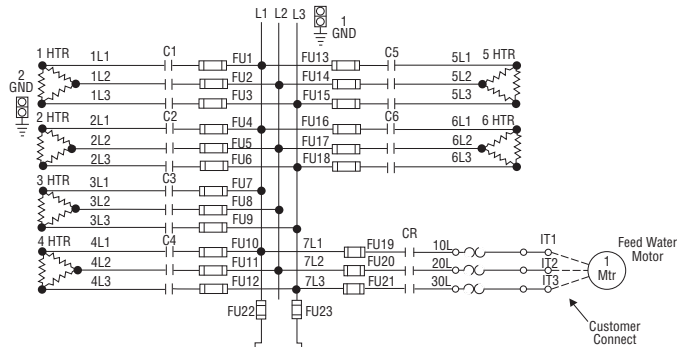 L1 L2 L3
1
GND
1 HTR 1L1 C1 FU1 FU13 C5 5L1 5 HTR
1L2 FU2 FU14 5L2
2
GND
1L3 FU3 FU15 5L3
2 HTR 2L1 C2 FU4 FU16 C6 6L1 6 HTR
2L2 FU5 FU17 6L2
2L3 FU6 FU18 6L3
3 HTR 3L1 C3 FU7
3L2 FU8
3L3 FU9
4 HTR 4L1 C4 FU10 7L1 FU19 CR 10L IT1
4L2 FU11 7L2 FU20 20L IT2
4L3 FU12 7L3 FU21 30L IT3
1
Mtr
Feed Water
Motor
FU22 FU23
Customer
Connect